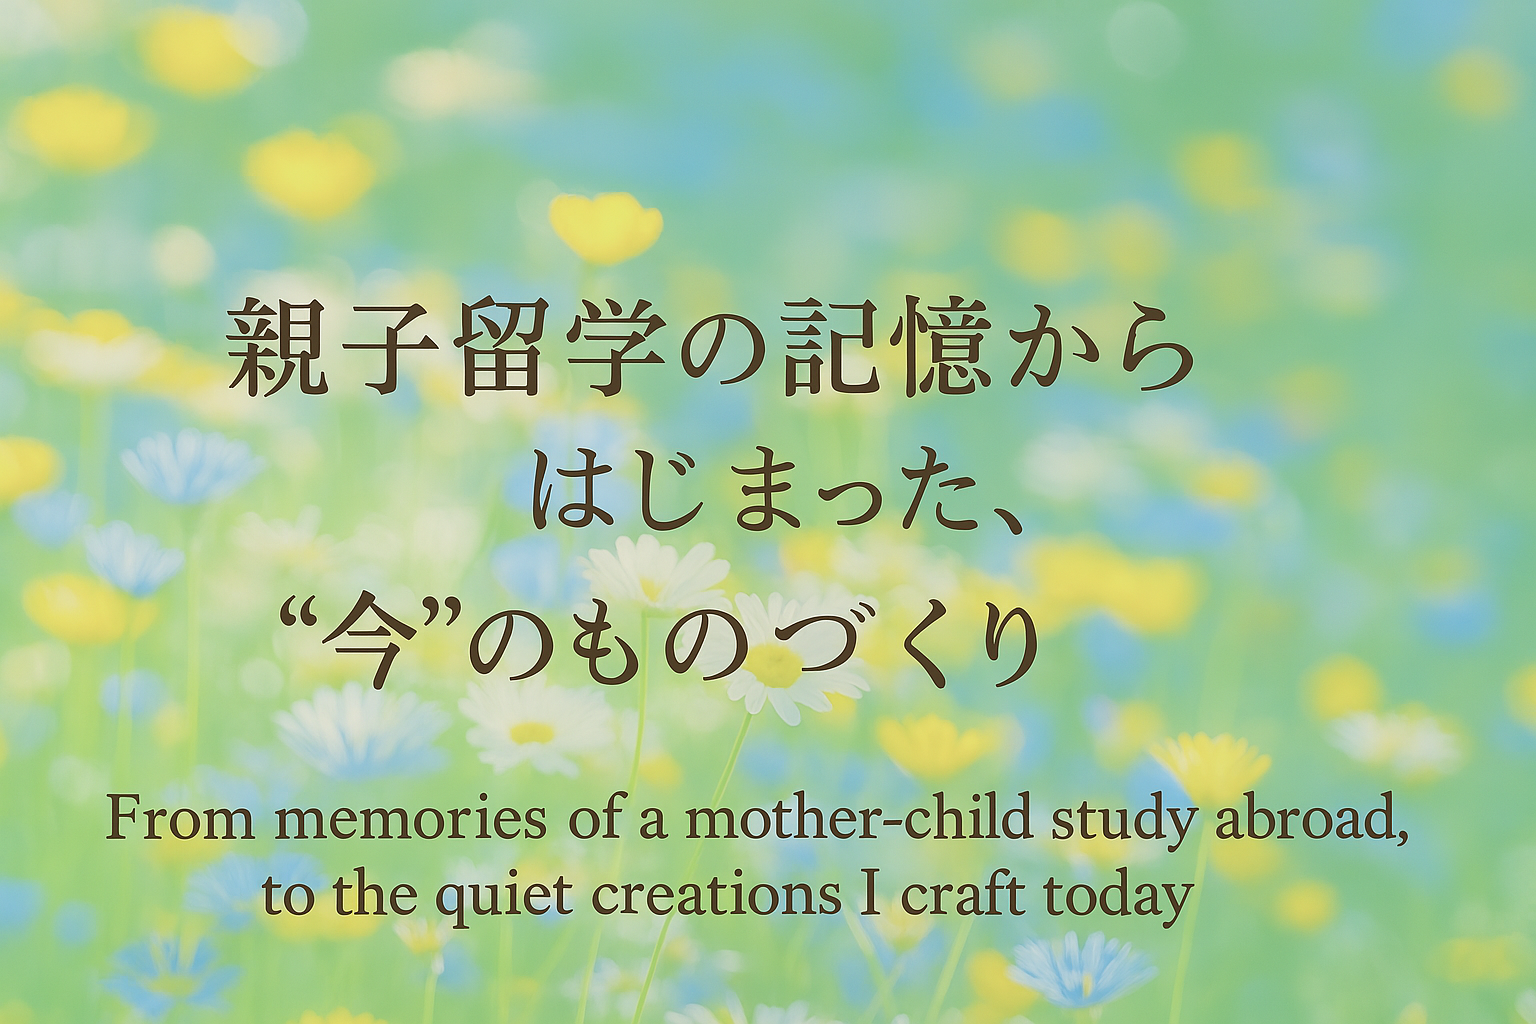 親子留学の記憶から
はじまった、
“今”のものづくり
From memories of a mother-child study abroad,
to the quiet creations I craft today